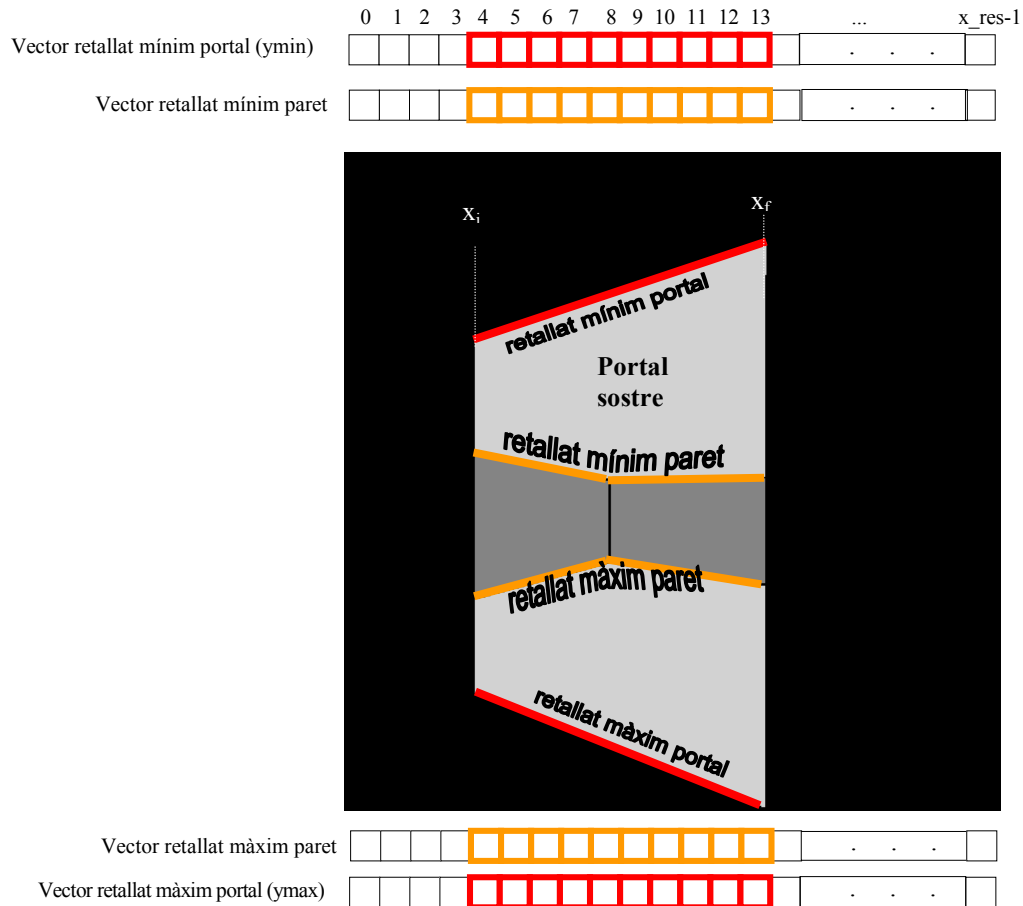 0 1 2 3 4 5 6 7 8 9 10 11 12 13 ... x_res-1
Vector retallat mínim portal (ymin)
. . .
Vector retallat mínim paret
. . .
xi xf
retallat mínim portal
Portal
sostre
retallat mínim paret
retallat màxim paret
retallat màxim portal
Vector retallat màxim paret
. . .
Vector retallat màxim portal (ymax)
. . .